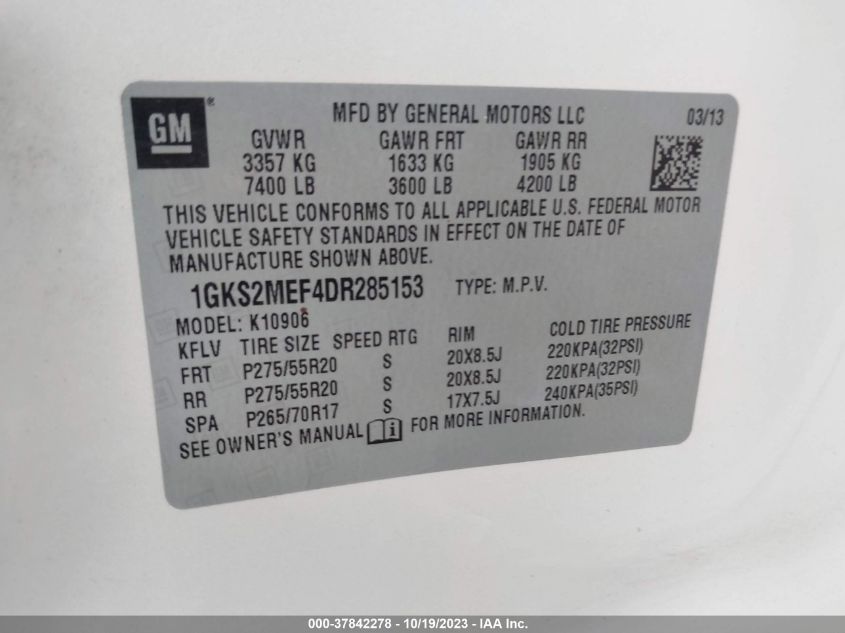 GM®
MFD BY GENERAL MOTORS LLC 03/13
GVWR GAWR FRT GAWR RR
3357 KG 1633 KG 1905 KG
7400 LB 3600 LB 4200 LB
THIS VEHICLE CONFORMS TO ALL APPLICABLE U.S. FEDERAL MOTOR
VEHICLE SAFETY STANDARDS IN EFFECT ON THE DATE OF
MANUFACTURE SHOWN ABOVE.
1GKS2MEF4DR285153 TYPE: M.P.V.
MODEL: K10906
KFLV TIRE SIZE SPEED RTG RIM COLD TIRE PRESSURE
FRT P275/55R20 S 20X8.5J 220KPA(32PSI)
RR P275/55R20 S 20X8.5J 220KPA(32PSI)
SPA P265/70R17 S 17X7.5J 240KPA(35PSI)
SEE OWNER'S MANUAL i FOR MORE INFORMATION.
000-37842278 - 10/19/2023 - IAA Inc.